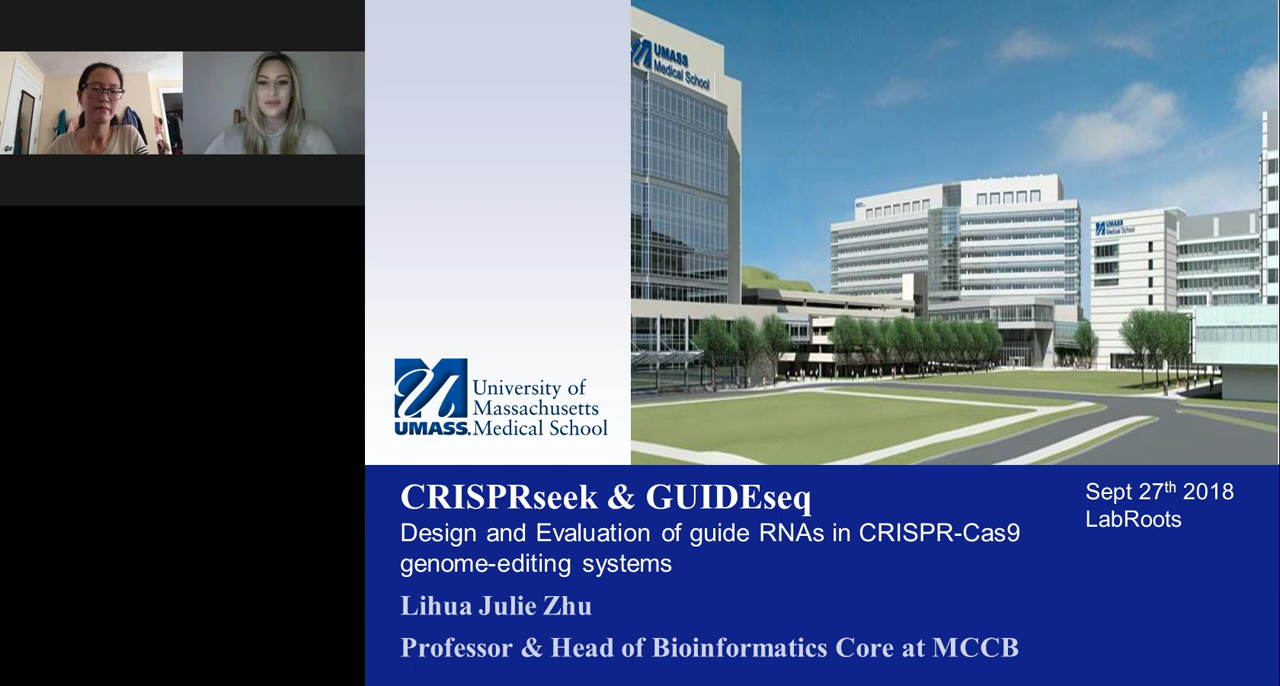 UMASS
Medical School
UMASS
Medical School
University of
Massachusetts
UMASS. Medical School
CRISPRseek & GUIDEseq
Design and Evaluation of guide RNAs in CRISPR-Cas9
genome-editing systems
Lihua Julie Zhu
Professor & Head of Bioinformatics Core at MCCB
Sept 27th 2018
LabRoots